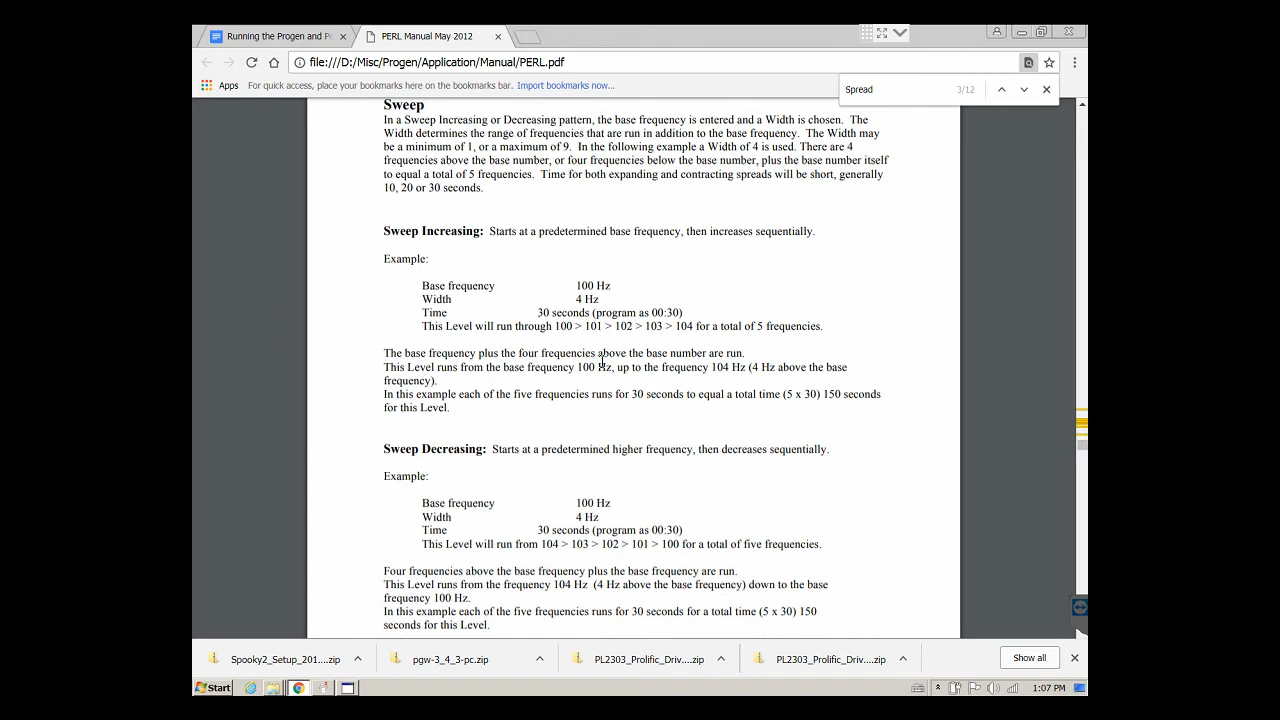 Running the Progen and Pe
PERL Manual May 2012
file:///D:/Misc/Progen/Application/Manual/PERL.pdf
Apps
For quick access, place your bookmarks here on the bookmarks bar.
Import bookmarks now...
Spread
3/12
Sweep
In a Sweep Increasing or Decreasing pattern, the base frequency is entered and a Width is chosen. The
Width determines the range of frequencies that are run in addition to the base frequency. The Width may
be a minimum of 1, or a maximum of 9. In the following example a Width of 4 is used. There are 4
frequencies above the base number, or four frequencies below the base number, plus the base number itself
to equal a total of 5 frequencies. Time for both expanding and contracting spreads will be short, generally
10, 20 or 30 seconds.
Sweep Increasing: Starts at a predetermined base frequency, then increases sequentially.
Example:
Base frequency 100 Hz
Width 4 Hz
Time 30 seconds (program as 00:30)
This Level will run through 100 > 101 > 102 > 103 > 104 for a total of 5 frequencies.
The base frequency plus the four frequencies above the base number are run.
This Level runs from the base frequency 100 Hz, up to the frequency 104 Hz (4 Hz above the base
frequency).
In this example each of the five frequencies runs for 30 seconds to equal a total time (5 x 30) 150 seconds
for this Level.
Sweep Decreasing: Starts at a predetermined higher frequency, then decreases sequentially.
Example:
Base frequency 100 Hz
Width 4 Hz
Time 30 seconds (program as 00:30)
This Level will run from 104 > 103 > 102 > 101 > 100 for a total of five frequencies.
Four frequencies above the base frequency plus the base frequency are run.
This Level runs from the frequency 104 Hz (4 Hz above the base frequency) down to the base
frequency 100 Hz.
In this example each of the five frequencies runs for 30 seconds for a total time (5 x 30) 150
seconds for this Level.
Spooky2_Setup_201....zip
pgw-3_4_3-pc.zip
PL2303_Prolific_Driv....zip
PL2303_Prolific_Driv....zip
Show all
Start
1:07 PM